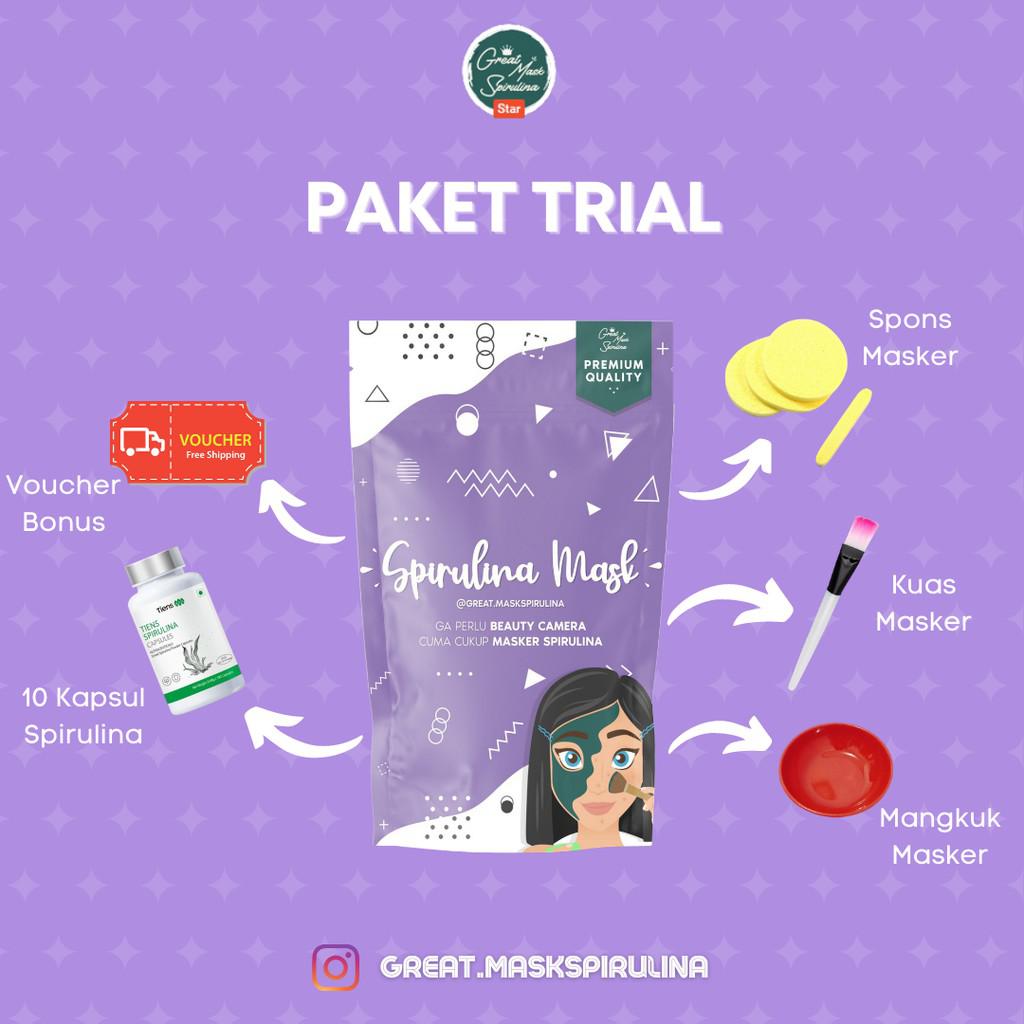 Great
Mask
Spirulina
Star
PAKET TRIAL
Spons
Masker
Great
Mask
Spirulina
PREMIUM
QUALITY
VOUCHER
Free Shipping
Voucher
Bonus
Spirulina Mask
@GREAT.MASKSPIRULINA
GA PERLU BEAUTY CAMERA
CUMA CUKUP MASKER SPIRULINA
Kuas
Masker
Tiens
TIENS
SPIRULINA
CAPSULES
10 Kapsul
Spirulina
Mangkuk
Masker
GREAT.MASKSPIRULINA